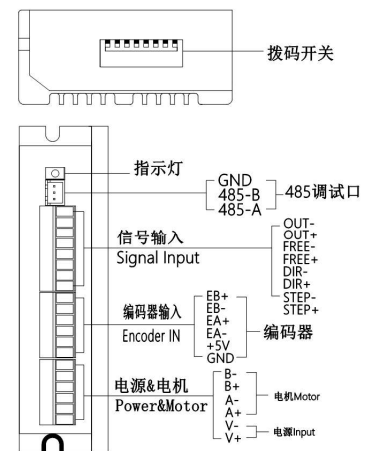 拨码开关
指示灯
GND
485-B
485-A
485调试口
信号输入
Signal Input
OUT-
OUT+
FREE-
FREE+
DIR-
DIR+
STEP-
STEP+
编码器输入
Encoder IN
EB+
EB-
EA+
EA-
+5V
GND
编码器
电源&电机
Power&Motor
B-
B+
A-
A+
V-
V+
电机Motor
电源Input